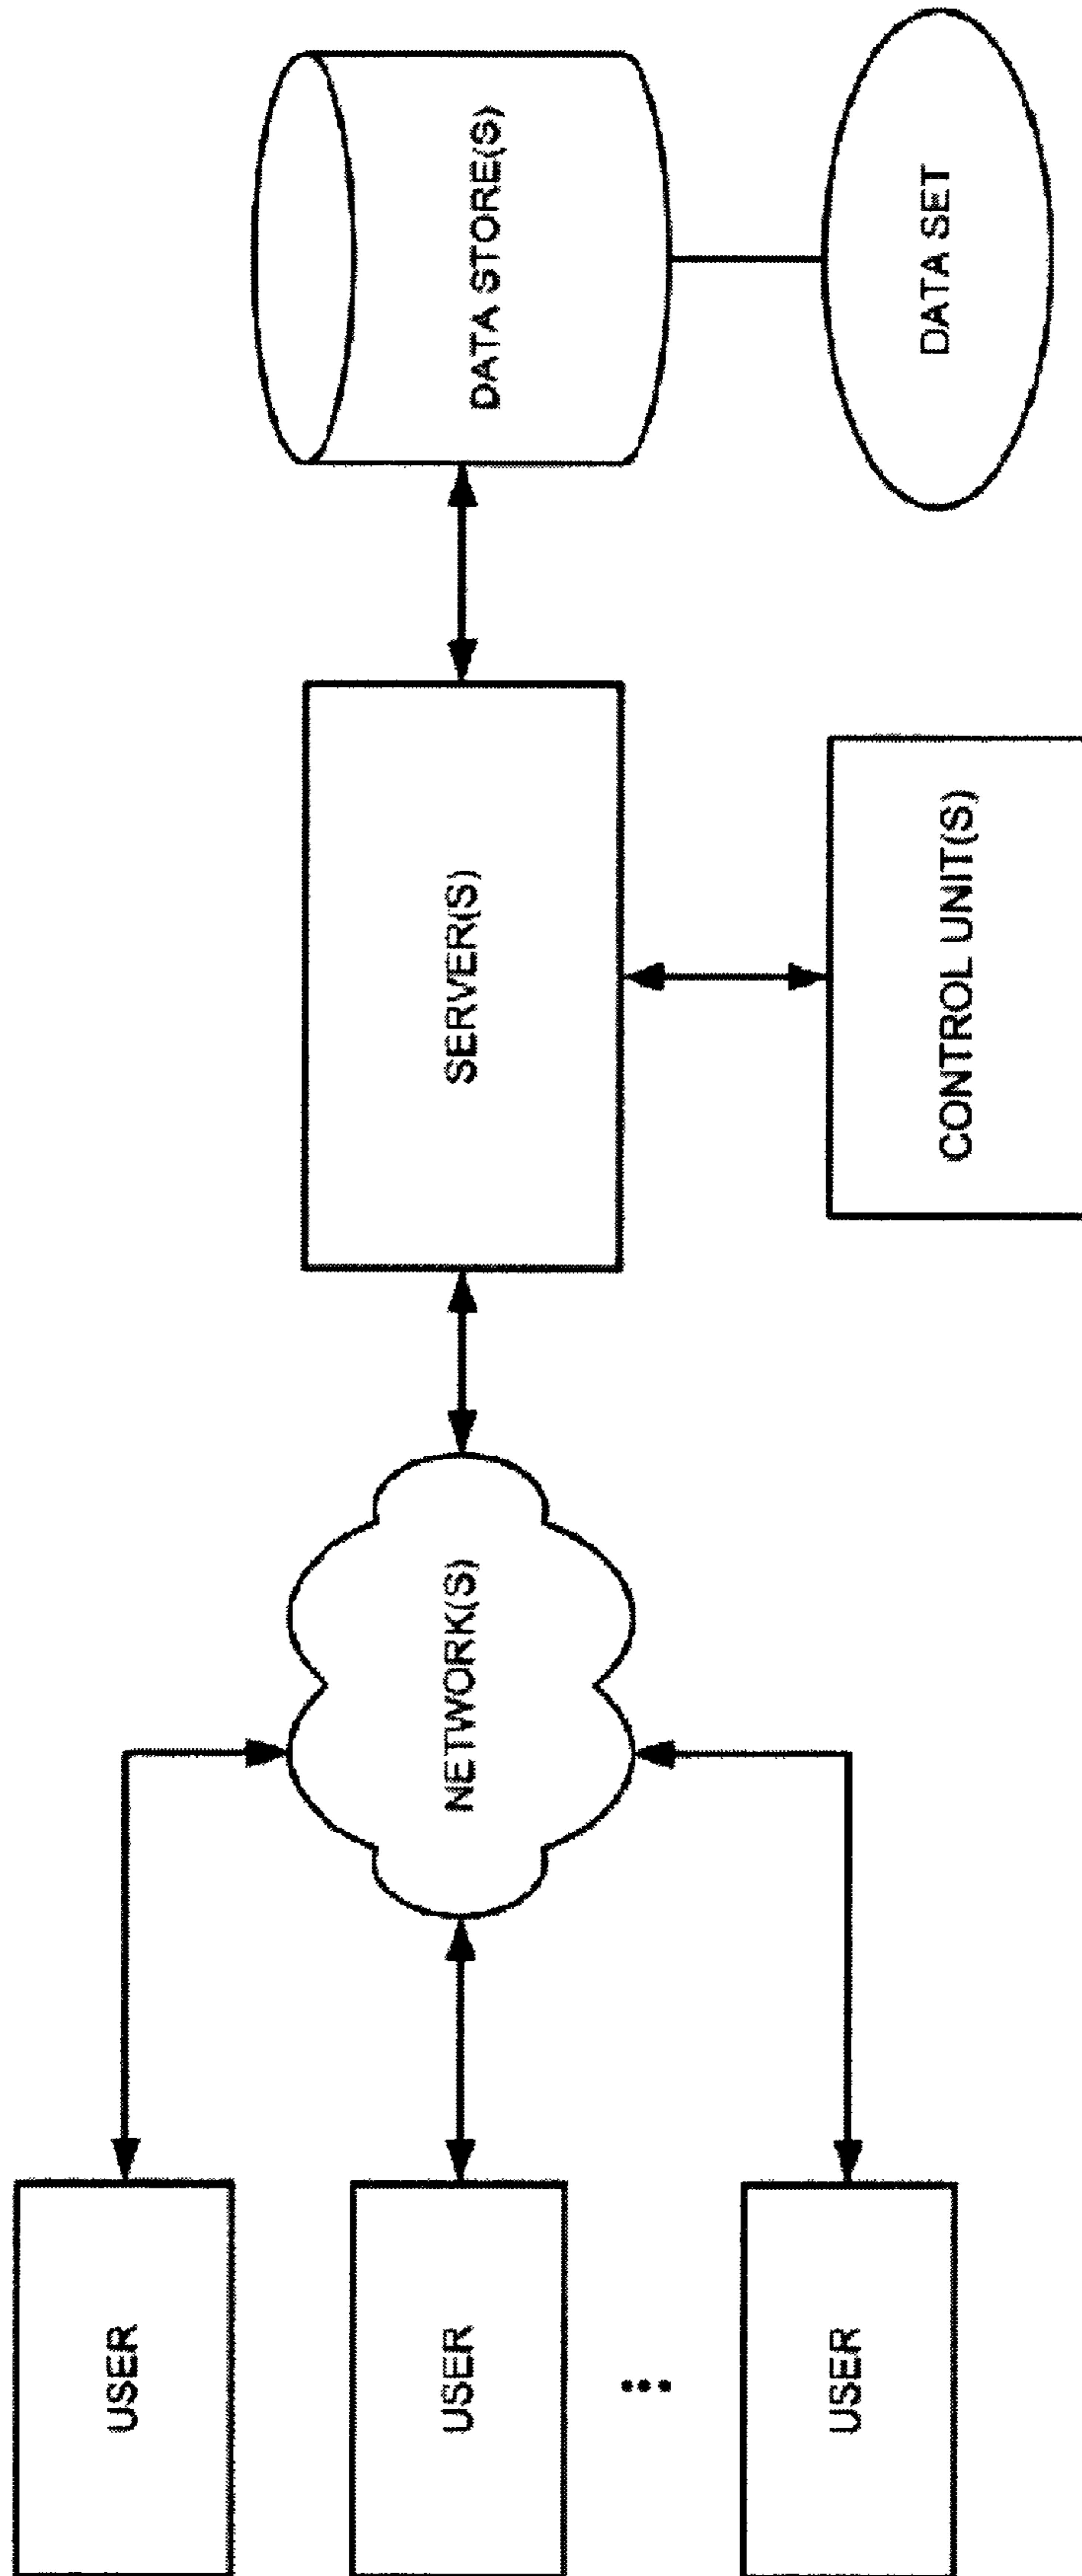 USER
USER
...
USER
NETWORK(S)
SERVER(S)
CONTROL UNIT(S)
DATA STORE(S)
DATA SET